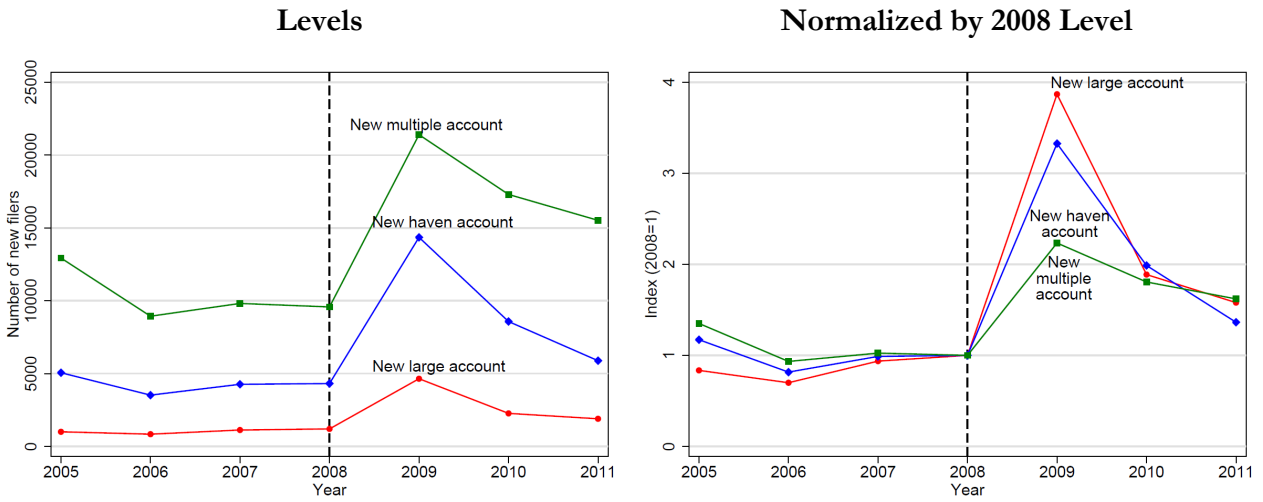 Levels
Number of new filers
25000
20000
15000
10000
5000
0
New multiple account
New haven account
New large account
2005 2006 2007 2008 2009 2010 2011
Year
Normalized by 2008 Level
Index (2008=1)
4
3
2
1
0
New large account
New haven
account
New
multiple
account
2005 2006 2007 2008 2009 2010 2011
Year